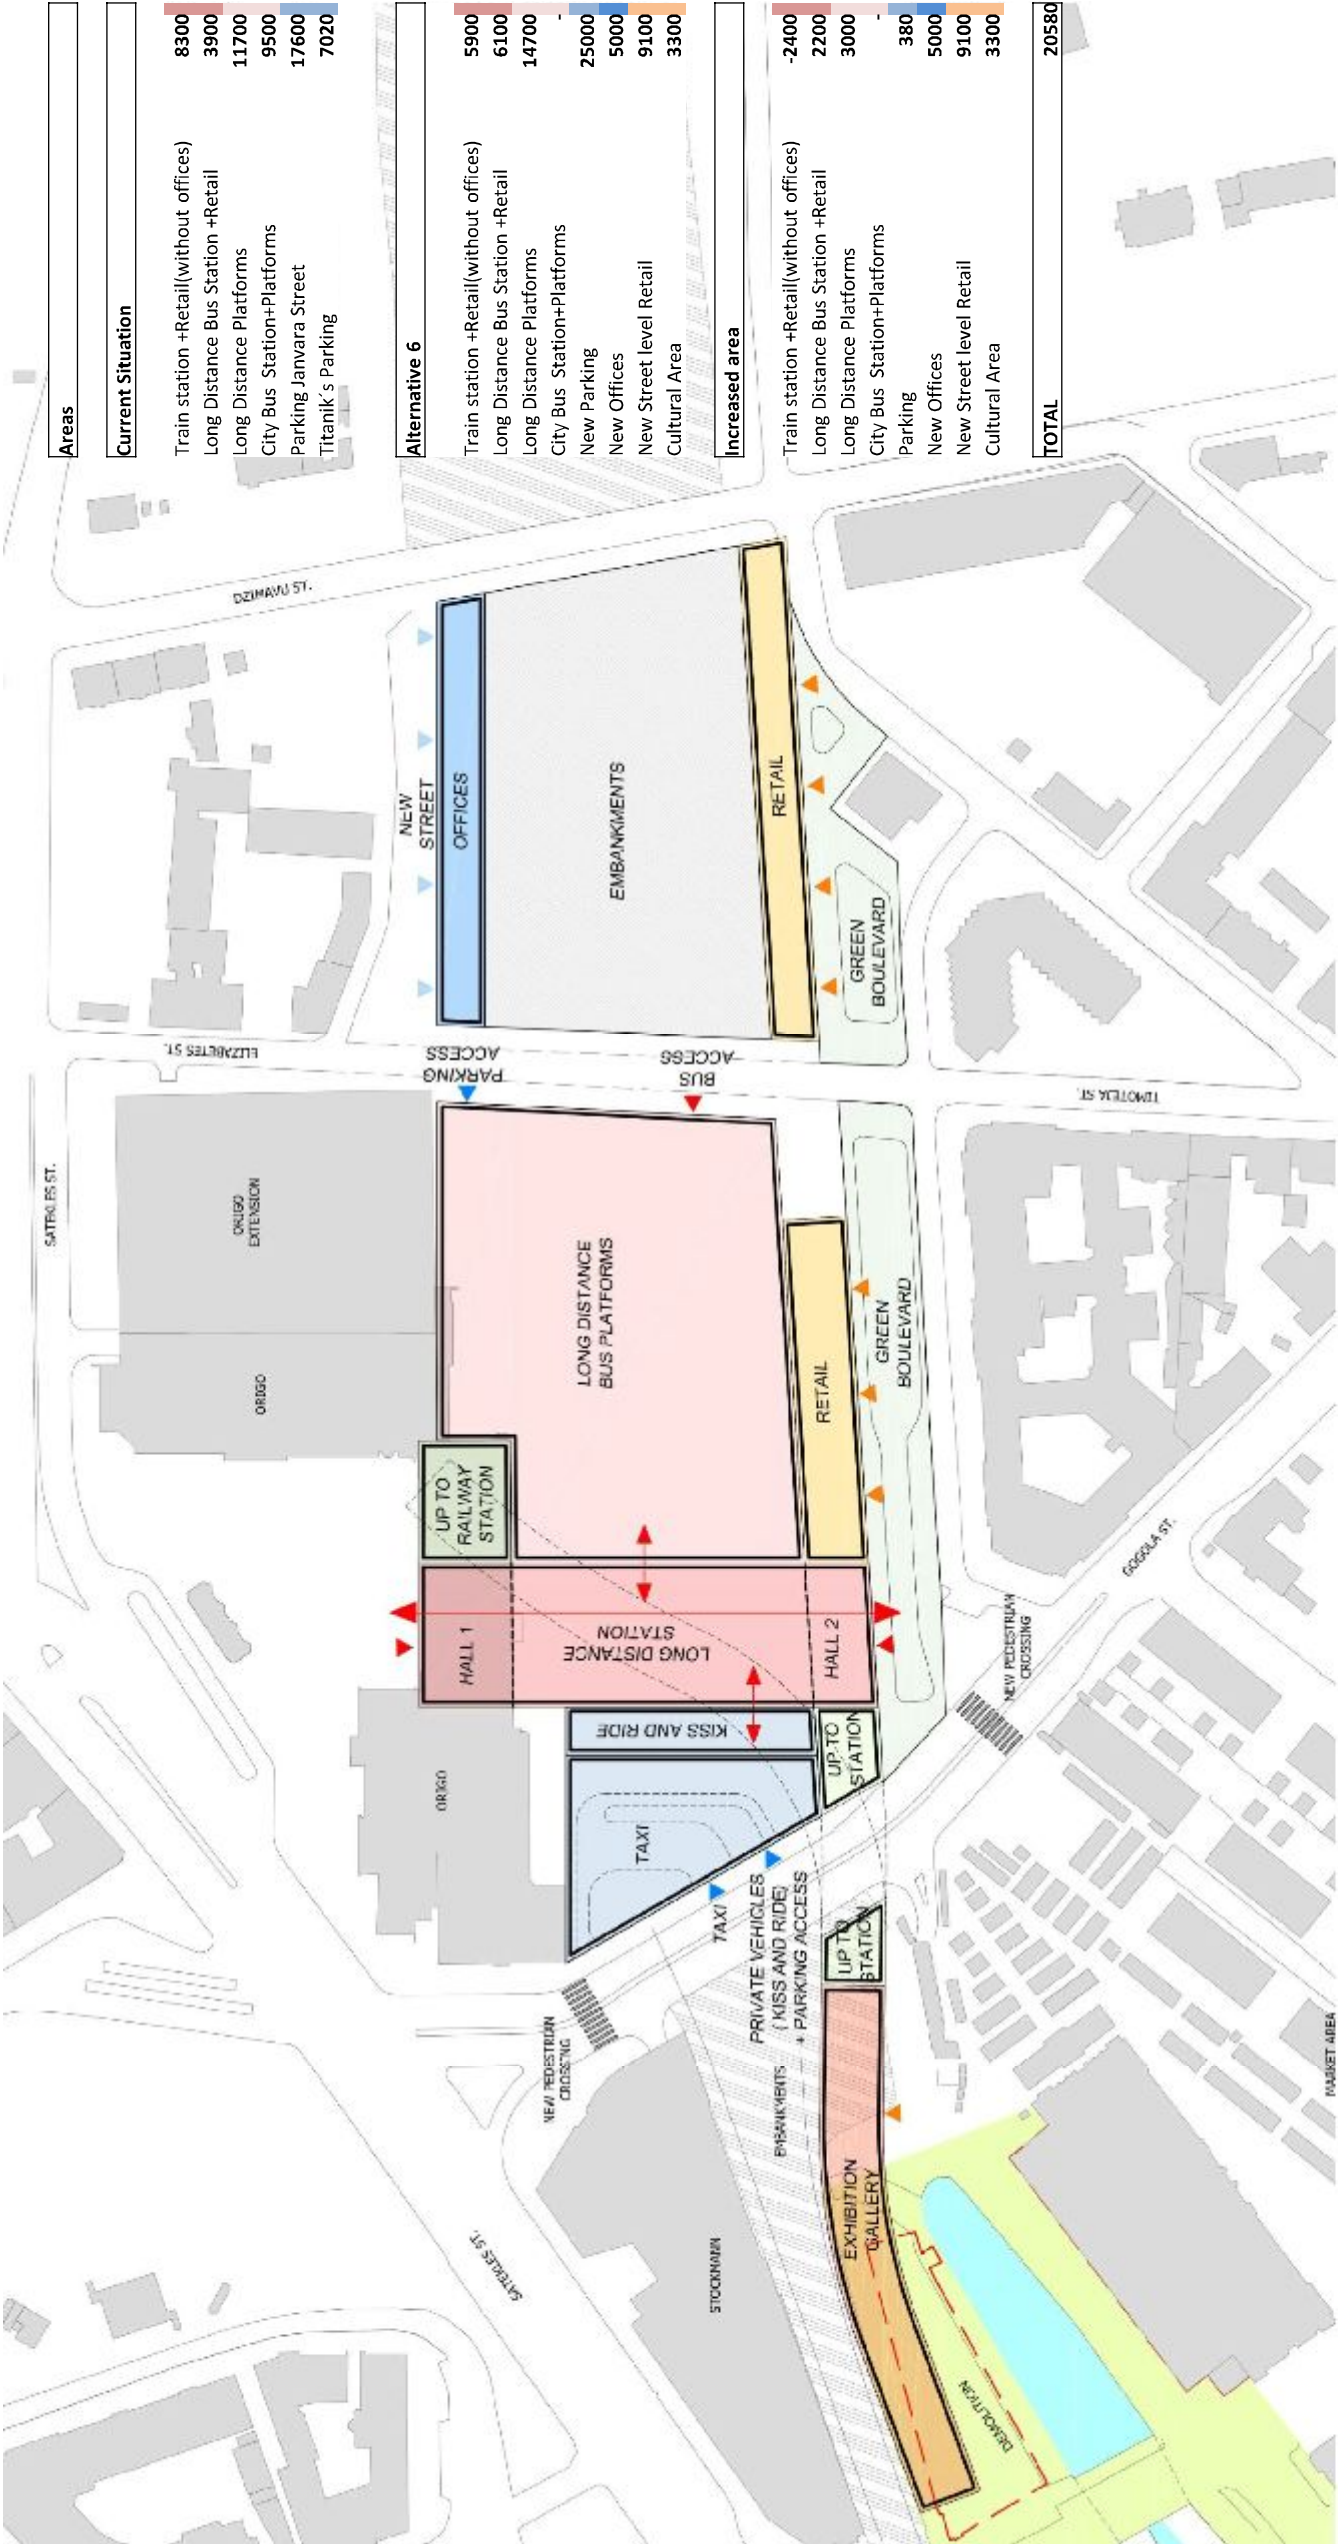 Areas
Current Situation
Train station +Retail(without offices) 8300
Long Distance Bus Station +Retail 3900
Long Distance Platforms 11700
City Bus Station+Platforms 9500
Parking Janvara Street 17600
Titanik´s Parking 7020
Alternative 6
Train station +Retail(without offices) 5900
Long Distance Bus Station +Retail 6100
Long Distance Platforms 14700
City Bus Station+Platforms -
New Parking 25000
New Offices 5000
New Street level Retail 9100
Cultural Area 3300
Increased area
Train station +Retail(without offices) -2400
Long Distance Bus Station +Retail 2200
Long Distance Platforms 3000
City Bus Station+Platforms -
Parking 380
New Offices 5000
New Street level Retail 9100
Cultural Area 3300
TOTAL 20580
SATEKLES ST.
SATEKLES ST.
STOCKMANN
NEW PEDESTRIAN
CROSSING
ORIGO
ORIGO
ORIGO
EXTENSION
ELIZABETES ST.
DZIRNAVU ST.
NEW
STREET
OFFICES
EMBANKMENTS
RETAIL
GREEN
BOULEVARD
PARKING
ACCESS
BUS
ACCESS
TIMOTEJA ST.
LONG DISTANCE
BUS PLATFORMS
UP TO
RAILWAY
STATION
RETAIL
GREEN
BOULEVARD
HALL 1
LONG DISTANCE
STATION
HALL 2
KISS AND RIDE
UP TO
STATION
TAXI
TAXI
PRIVATE VEHICLES
( KISS AND RIDE)
+ PARKING ACCESS
UP TO
STATION
EMBANKMENTS
EXHIBITION
GALLERY
DEMOLITION
NEW PEDESTRIAN
CROSSING
GOGOLA ST.
MARKET AREA